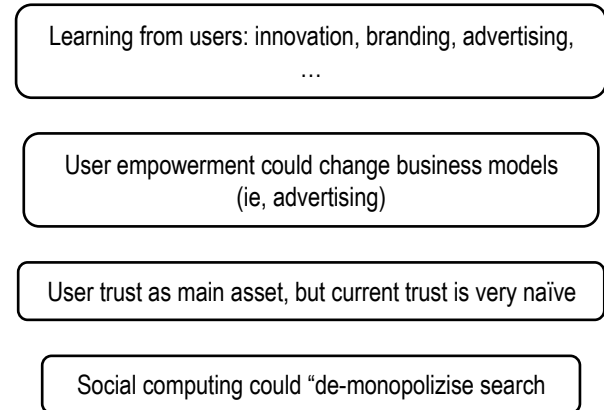 Learning from users: innovation, branding, advertising,
…
User empowerment could change business models
(ie, advertising)
User trust as main asset, but current trust is very naïve
Social computing could “de-monopolizise search